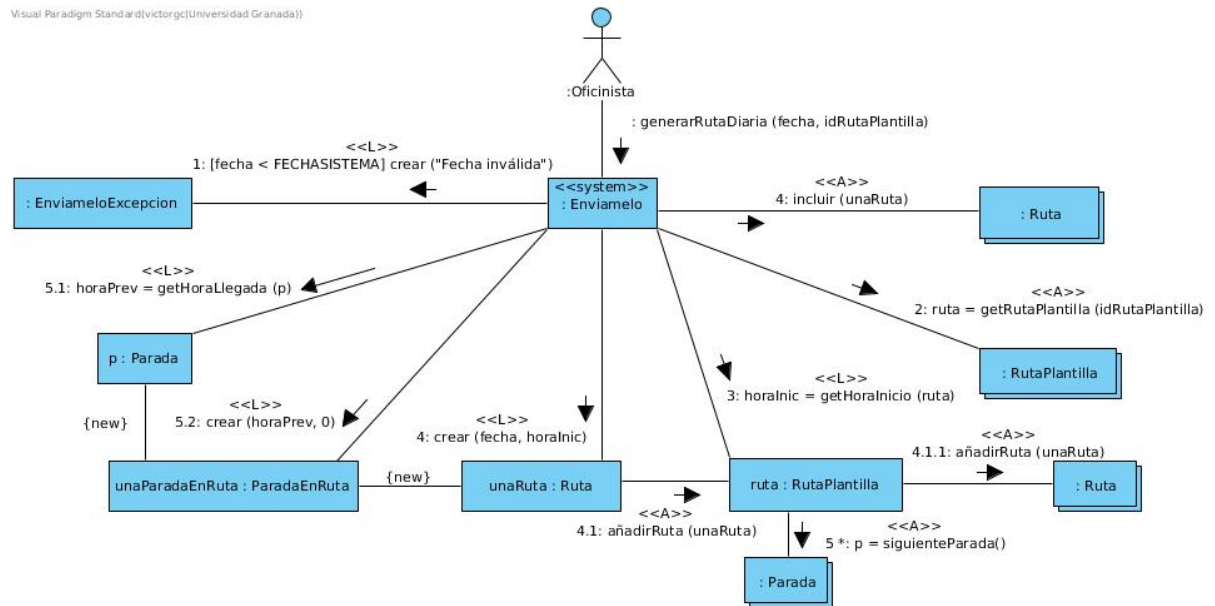 Visual Paradigm Standard(victorgc(Universidad Granada))
:Oficinista
: generarRutaDiaria (fecha, idRutaPlantilla)
<<L>>
1: [fecha < FECHASISTEMA] crear ("Fecha inválida")
: EnviameloExcepcion
<<system>>
: Enviamelo
<<A>>
4: incluir (unaRuta)
: Ruta
<<L>>
5.1: horaPrev = getHoraLlegada (p)
<<A>>
2: ruta = getRutaPlantilla (idRutaPlantilla)
p : Parada
: RutaPlantilla
<<L>>
3: horaInic = getHoraInicio (ruta)
{new}
<<L>>
5.2: crear (horaPrev, 0)
<<L>>
4: crear (fecha, horaInic)
<<A>>
4.1.1: añadirRuta (unaRuta)
unaParadaEnRuta : ParadaEnRuta
{new}
unaRuta : Ruta
ruta : RutaPlantilla
: Ruta
<<A>>
4.1: añadirRuta (unaRuta)
<<A>>
5 *: p = siguienteParada()
: Parada